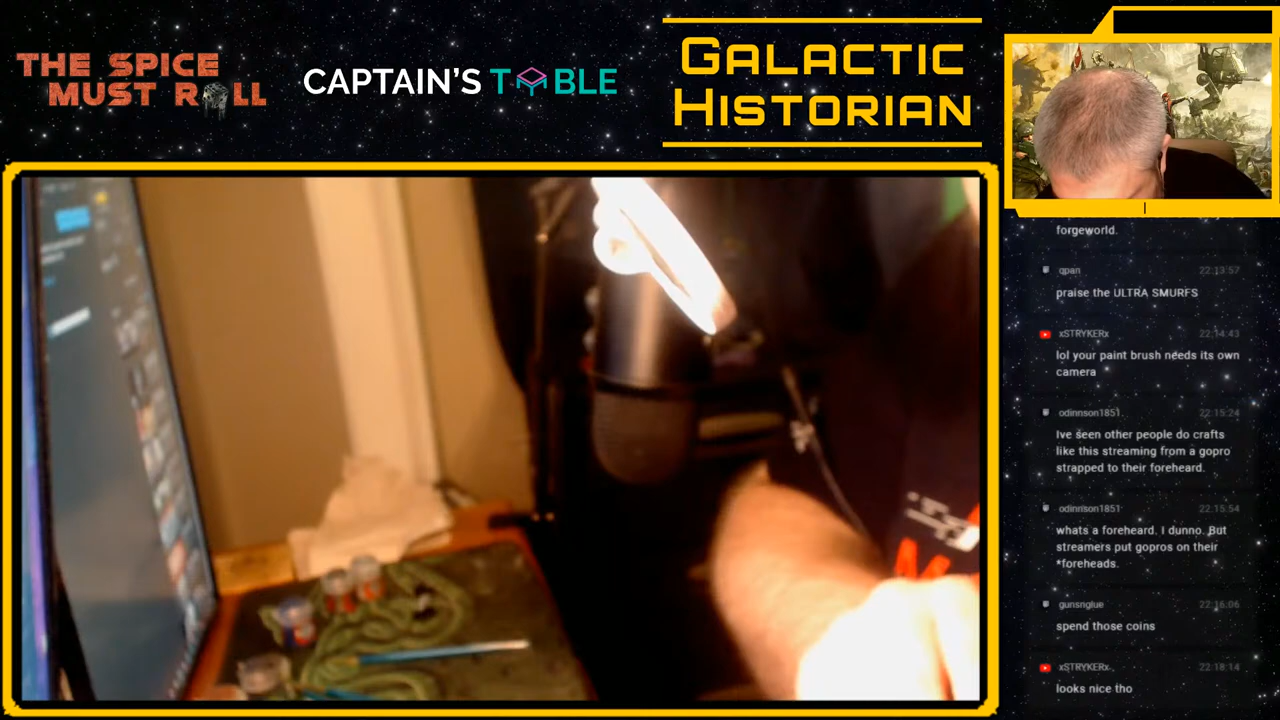 THE SPICE
MUST ROLL
CAPTAIN'S TABLE
GALACTIC
HISTORIAN
forgeworld.
qpan 22:13:57
praise the ULTRA SMURFS
xSTRYKERx 22:14:43
lol your paint brush needs its own
camera
odinnson1851 22:15:24
Ive seen other people do crafts
like this streaming from a gopro
strapped to their foreheard.
odinnson1851 22:15:54
whats a foreheard. I dunno. But
streamers put gopros on their
*foreheads.
gunsnglue 22:16:06
spend those coins
xSTRYKERx 22:18:14
looks nice tho